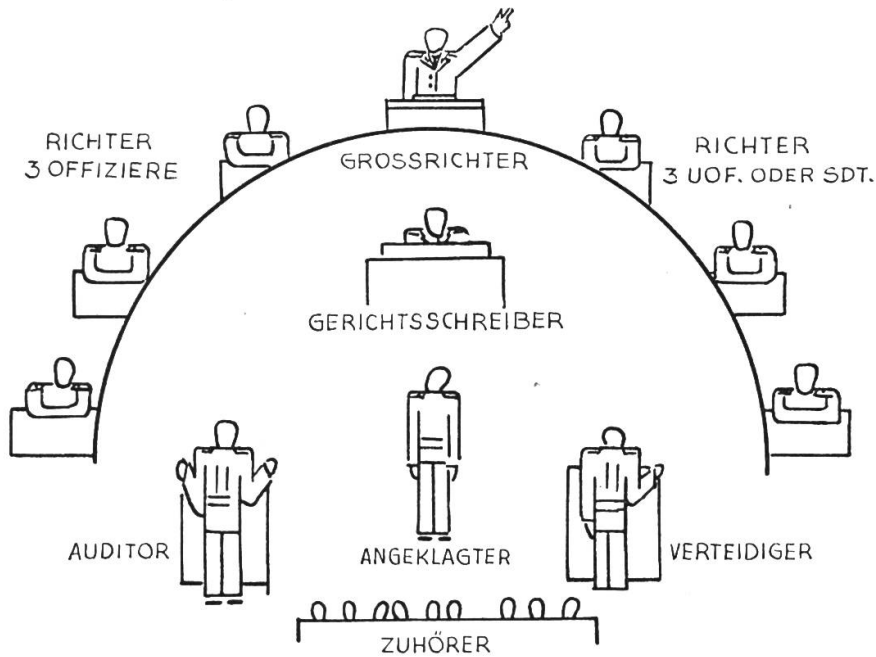 RICHTER
3 OFFIZIERE
GROSSRICHTER
RICHTER
3 UOF. ODER SDT.
GERICHTSSCHREIBER
AUDITOR
ANGEKLAGTER
VERTEIDIGER
ZUHÖRER